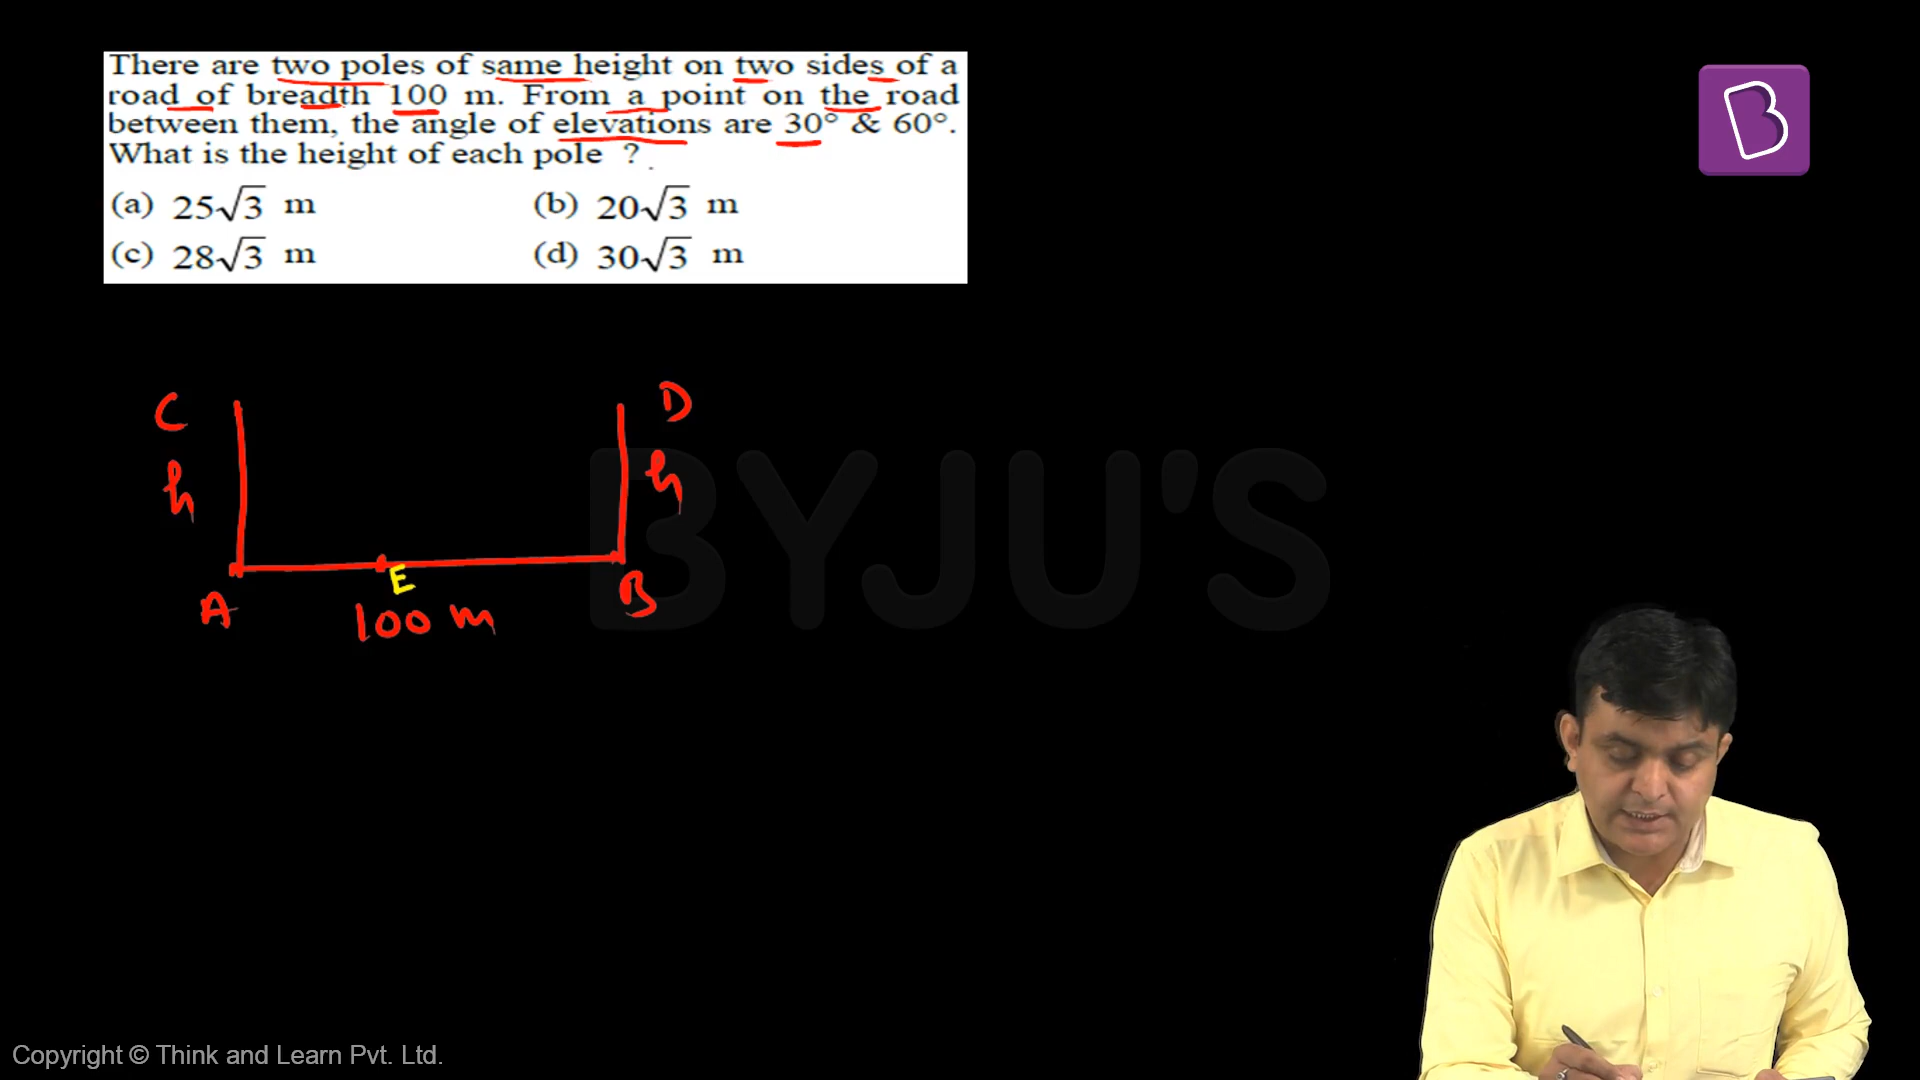 There are two poles of same height on two sides of a
road of breadth 100 m. From a point on the road
between them, the angle of elevations are 30° & 60°.
What is the height of each pole ?
(a) 25√3 m (b) 20√3 m
(c) 28√3 m (d) 30√3 m
B
C D
h h
BYJU'S
E
A B
100 m
Copyright © Think and Learn Pvt. Ltd.